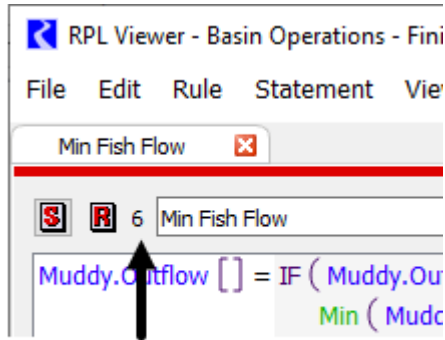 RPL Viewer - Basin Operations - Fini
File Edit Rule Statement Vie
Min Fish Flow
S R 6 Min Fish Flow
Muddy.Outflow [] = IF ( Muddy.Ou
Min ( Mudd